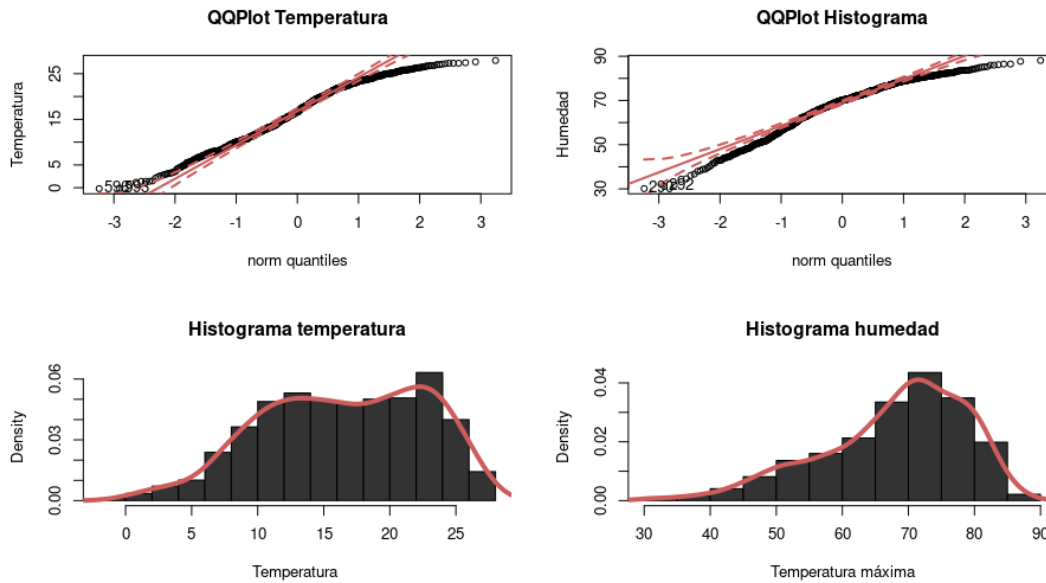 QQPlot Temperatura
QQPlot Histograma
Temperatura
0 5 15 25
-3 -2 -1 0 1 2 3
norm quantiles
Humedad
30 50 70 90
290 292
-3 -2 -1 0 1 2 3
norm quantiles
Histograma temperatura
Histograma humedad
Density
0.00 0.03 0.06
0 5 10 15 20 25
Temperatura
Density
0.00 0.02 0.04
30 40 50 60 70 80 90
Temperatura máxima